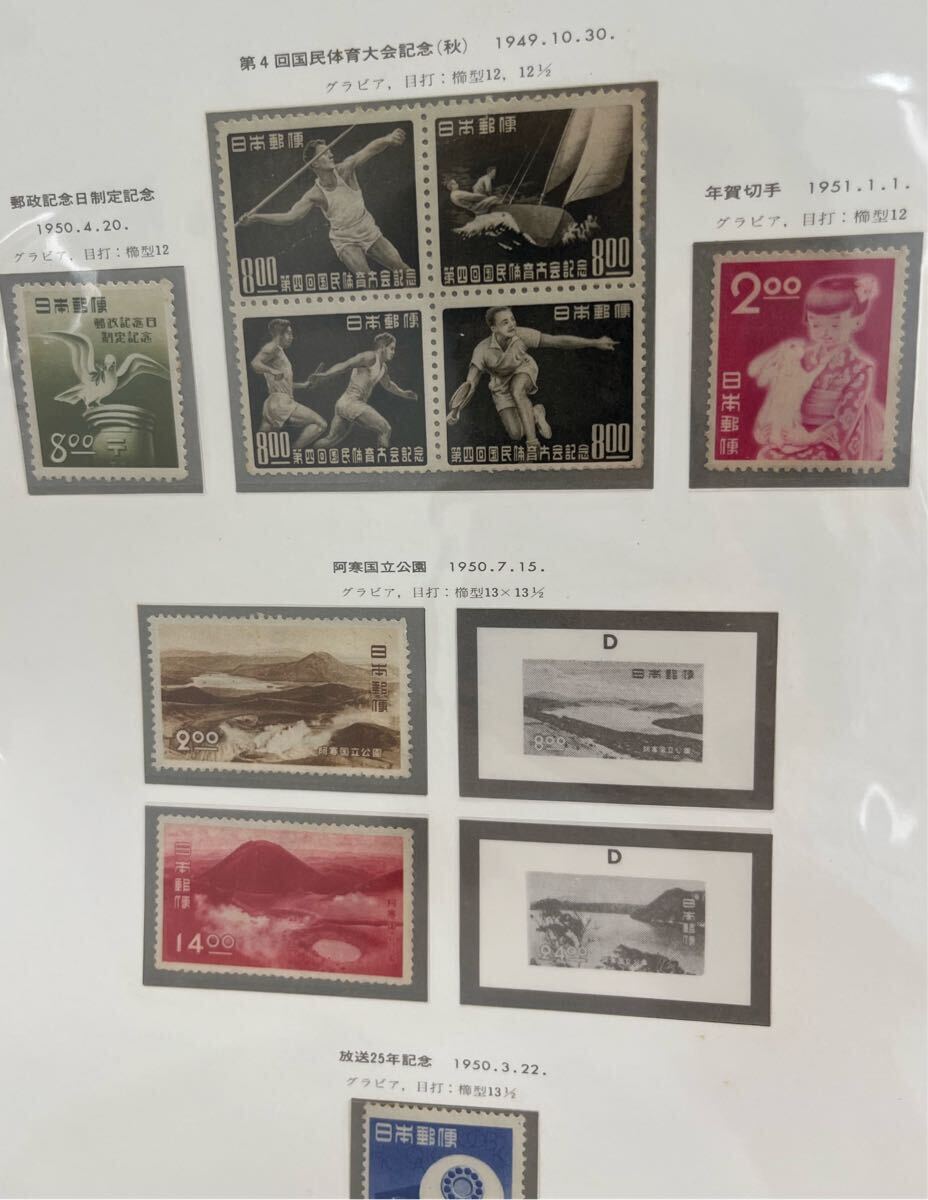 第4回国民体育大会記念(秋) 1949.10.30.
グラビア，目打：櫛型12，12½
日本郵便
8.00 第四回国民体育大会記念
日本郵便
第四回国民体育大会記念 8.00
日本郵便
8.00 第四回国民体育大会記念
日本郵便
第四回国民体育大会記念 8.00
郵政記念日制定記念
1950.4.20.
グラビア，目打：櫛型12
日本郵便
郵政記念日
制定記念
8.00 〒
年賀切手 1951.1.1.
グラビア，目打：櫛型12
2.00
日本郵便
阿寒国立公園 1950.7.15.
グラビア，目打：櫛型13×13½
日本郵便
2.00
阿寒国立公園
D
日本郵便
8.00
阿寒国立公園
日本郵便
14.00
D
日本郵便
24.00
放送25年記念 1950.3.22.
グラビア，目打：櫛型13½
日本郵便